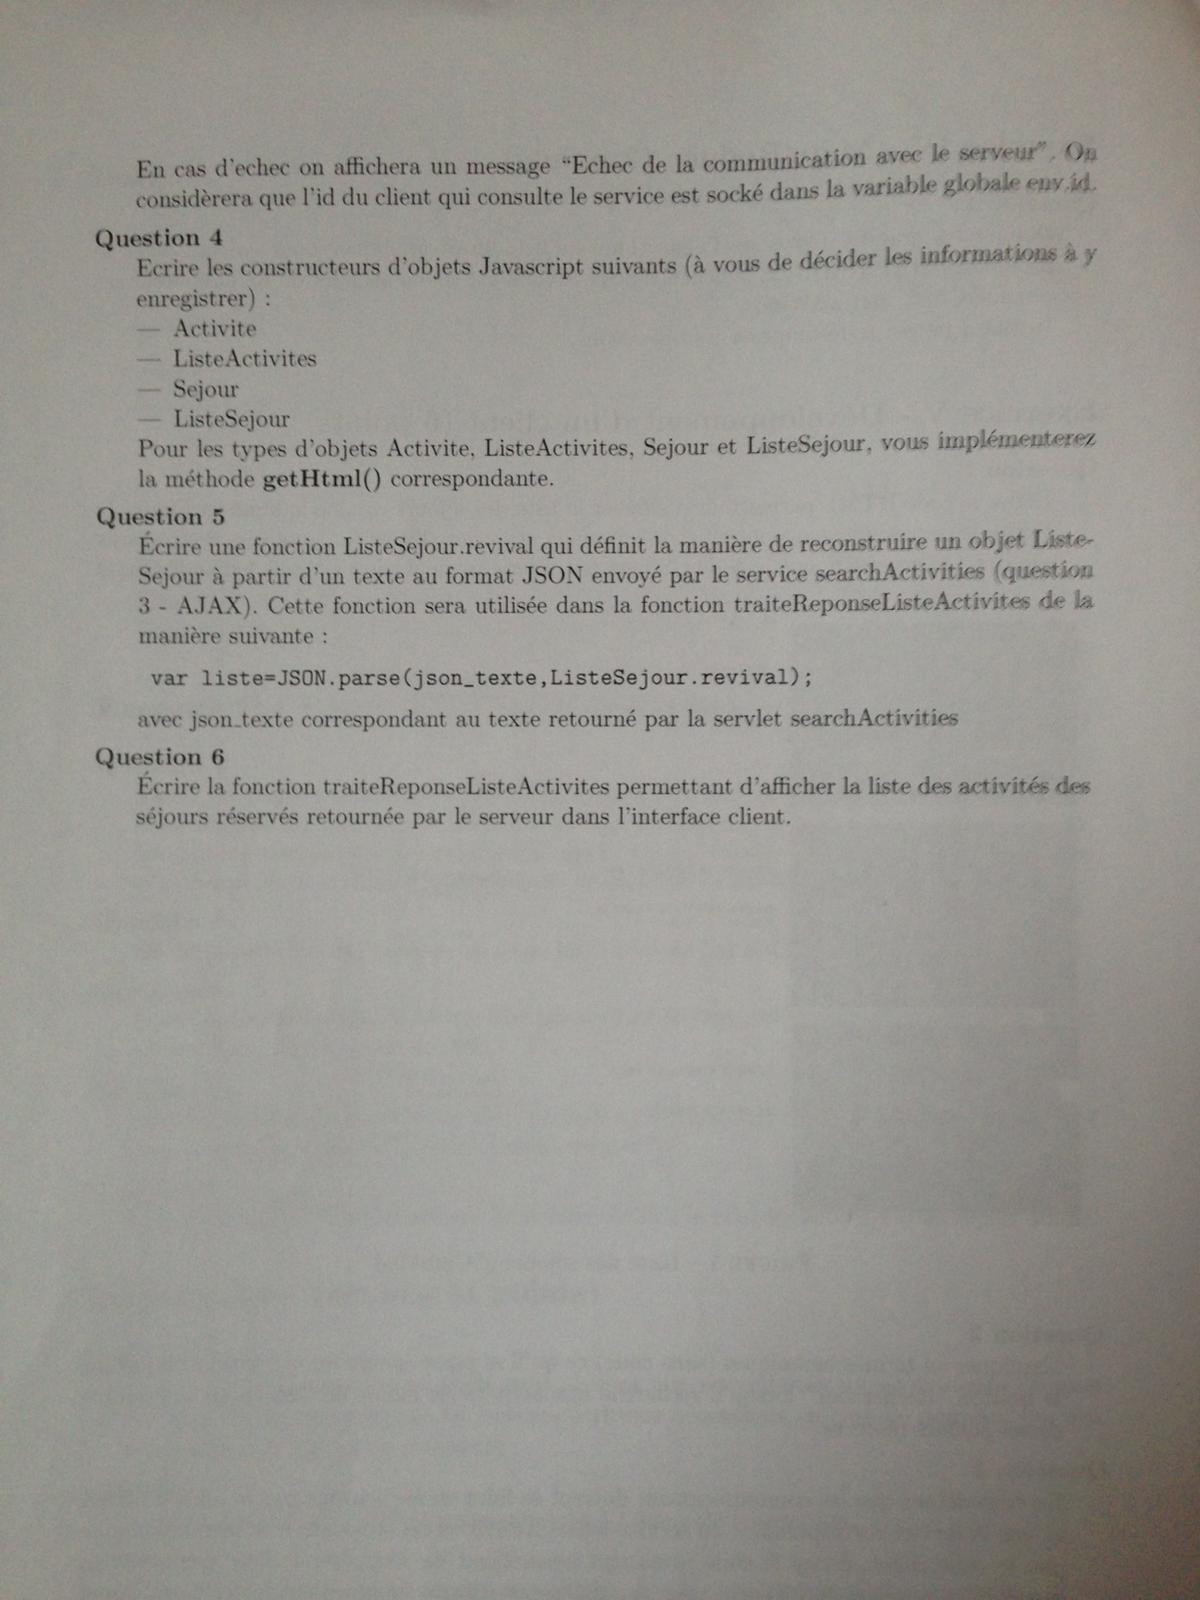 En cas d'echec on affichera un message “Echec de la communication avec le serveur”. On
considèrera que l'id du client qui consulte le service est socké dans la variable globale env.id.
Question 4
Ecrire les constructeurs d'objets Javascript suivants (à vous de décider les informations à y
enregistrer) :
— Activite
— ListeActivites
— Sejour
— ListeSejour
Pour les types d'objets Activite, ListeActivites, Sejour et ListeSejour, vous implémenterez
la méthode getHtml() correspondante.
Question 5
Écrire une fonction ListeSejour.revival qui définit la manière de reconstruire un objet Liste-
Sejour à partir d'un texte au format JSON envoyé par le service searchActivities (question
3 - AJAX). Cette fonction sera utilisée dans la fonction traiteReponseListeActivites de la
manière suivante :
var liste=JSON.parse(json_texte,ListeSejour.revival);
avec json_texte correspondant au texte retourné par la servlet searchActivities
Question 6
Écrire la fonction traiteReponseListeActivites permettant d'afficher la liste des activités des
séjours réservés retournée par le serveur dans l'interface client.